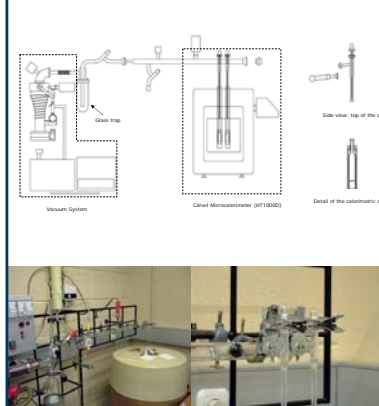 Glass trap
Side view: top of the
Vacuum System
Calvet Microcalorimeter (HT1000D)
Detail of the calorimetric